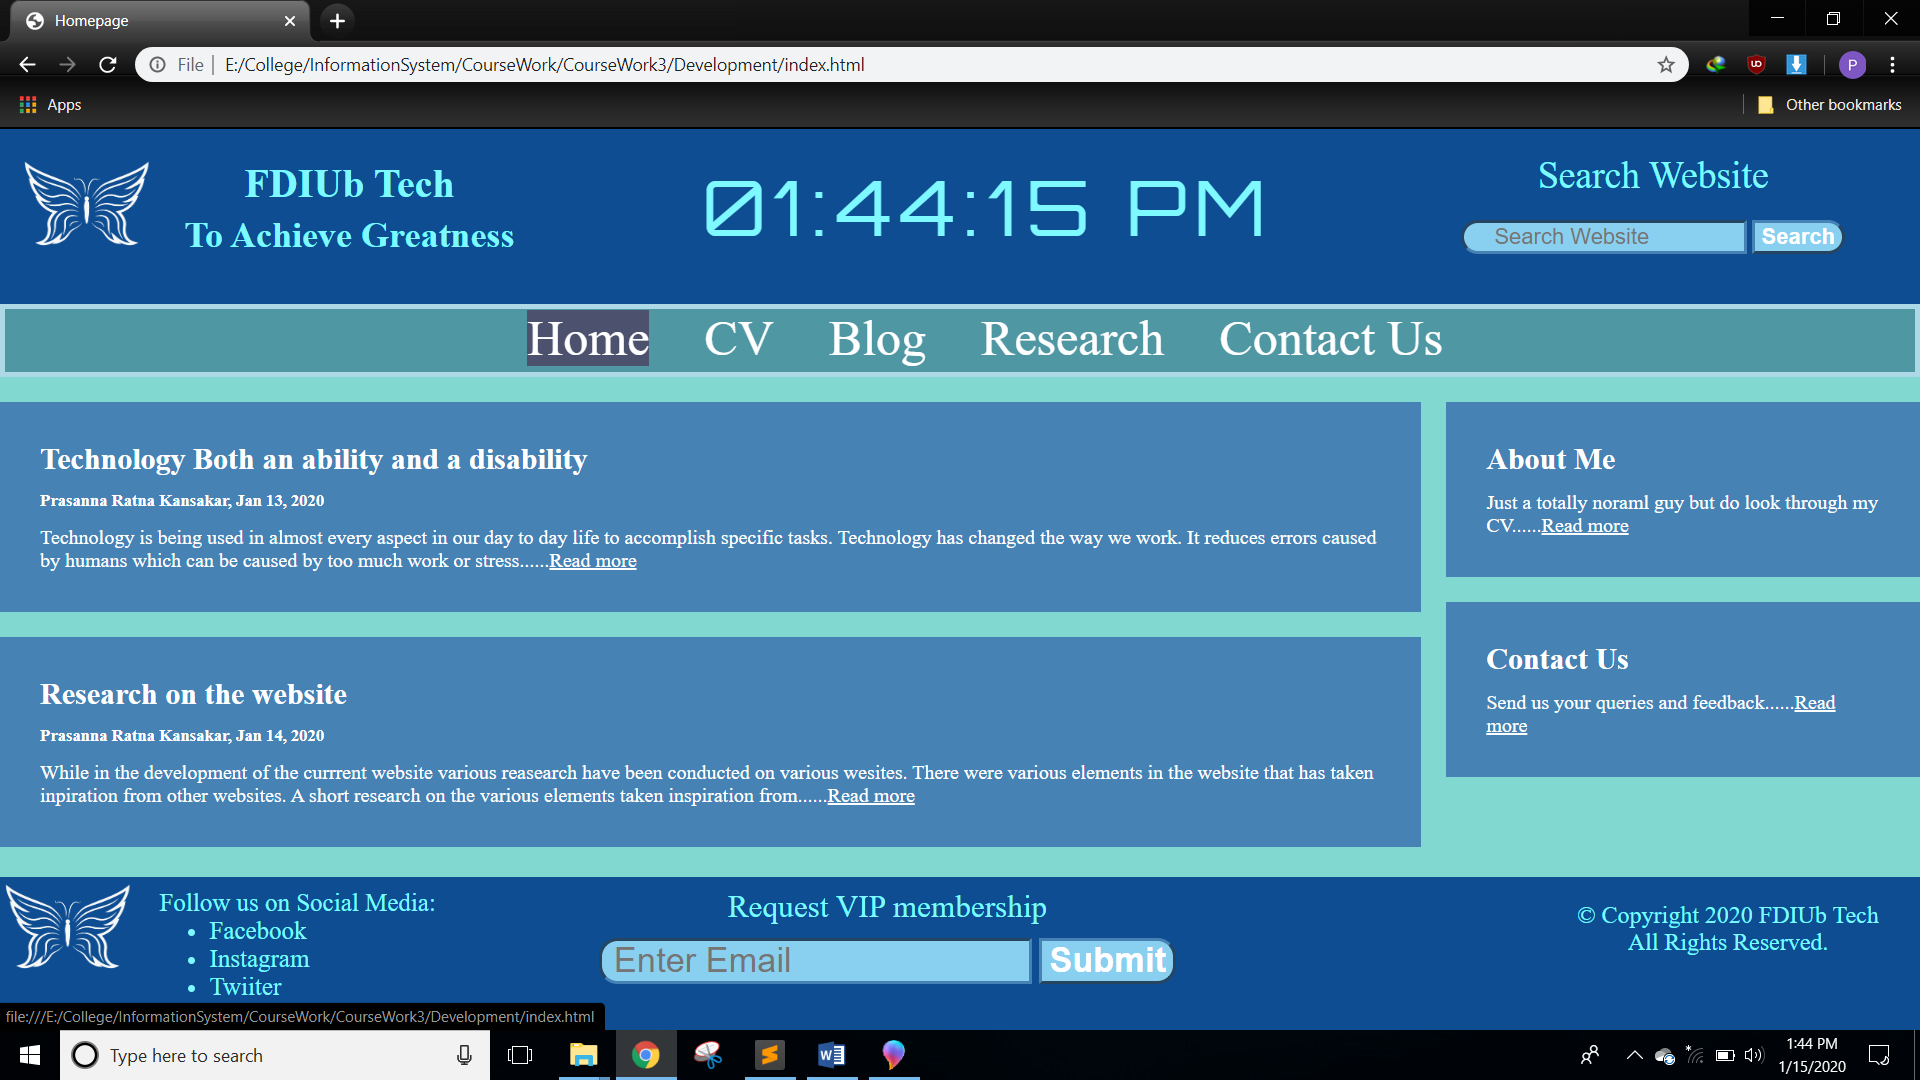 Homepage
File
E:/College/InformationSystem/CourseWork/CourseWork3/Development/index.html
P
Apps
Other bookmarks
FDIUb Tech
To Achieve Greatness
01:44:15 PM
Search Website
Search Website
Search
Home
CV
Blog
Research
Contact Us
Technology Both an ability and a disability
Prasanna Ratna Kansakar, Jan 13, 2020
Technology is being used in almost every aspect in our day to day life to accomplish specific tasks. Technology has changed the way we work. It reduces errors caused
by humans which can be caused by too much work or stress......Read more
Research on the website
Prasanna Ratna Kansakar, Jan 14, 2020
While in the development of the currrent website various reasearch have been conducted on various wesites. There were various elements in the website that has taken
inpiration from other websites. A short research on the various elements taken inspiration from......Read more
About Me
Just a totally noraml guy but do look through my
CV......Read more
Contact Us
Send us your queries and feedback......Read
more
Follow us on Social Media:
• Facebook
• Instagram
• Twiiter
Request VIP membership
Enter Email
Submit
© Copyright 2020 FDIUb Tech
All Rights Reserved.
file:///E:/College/InformationSystem/CourseWork/CourseWork3/Development/index.html
Type here to search
1:44 PM
1/15/2020